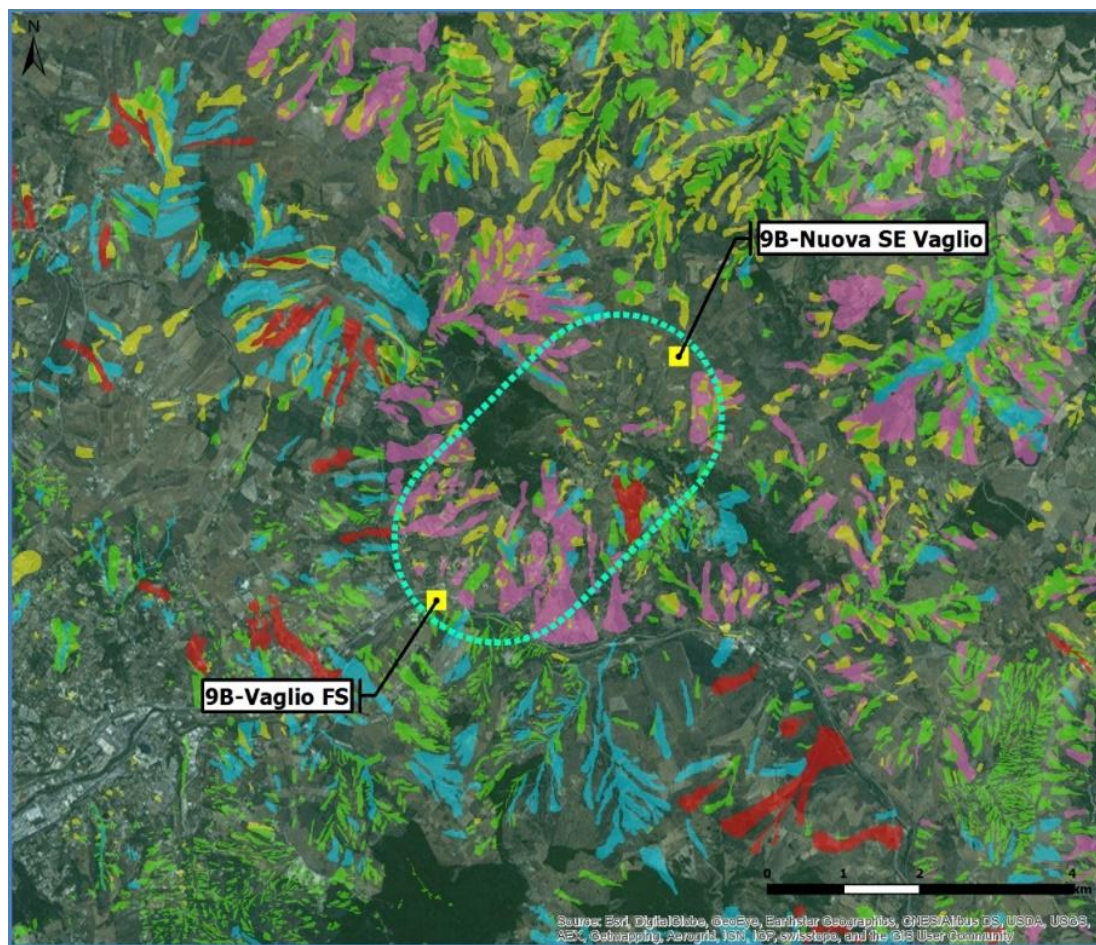 N
9B-Nuova SE Vaglio
9B-Vaglio FS
0 1 2 4
km
Source: Esri, DigitalGlobe, GeoEye, Earthstar Geographics, CNES/Airbus DS, USDA, USGS,
AEX, Getmapping, Aerogrid, IGN, IGP, swisstopo, and the GIS User Community